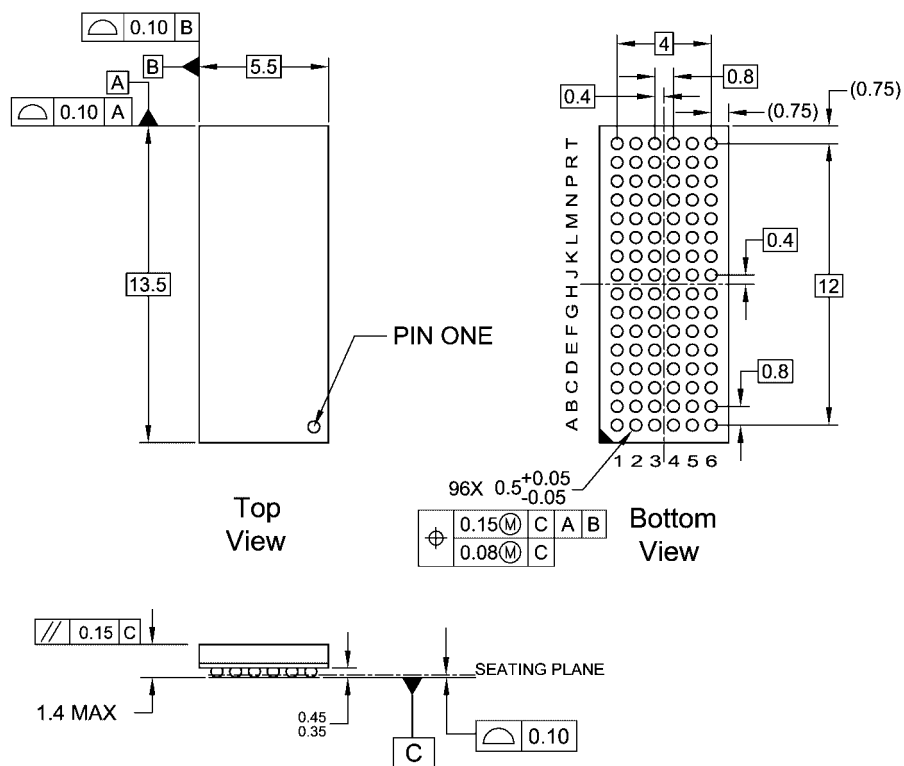 0.10 B
B
5.5
A
0.10 A
13.5
PIN ONE
Top
View
4
0.8
0.4
(0.75)
(0.75)
A B C D E F G H J K L M N P R T
0.4
12
0.8
1 2 3 4 5 6
96X 0.5 +0.05
-0.05
0.15 M C A B
0.08 M C
Bottom
View
// 0.15 C
1.4 MAX
0.45
0.35
SEATING PLANE
C
0.10